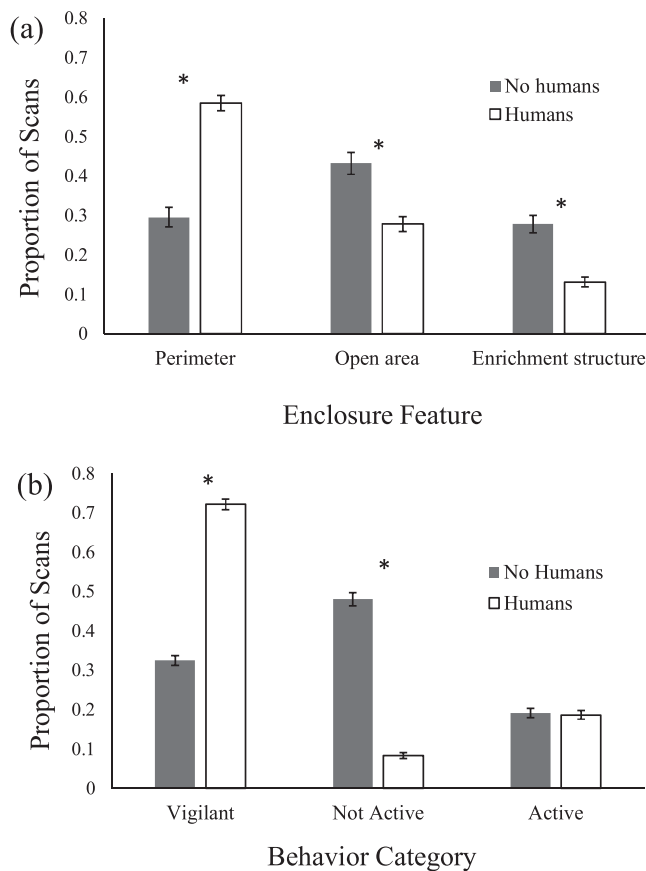 (a)
Proportion of Scans
0.8
0.7
0.6
0.5
0.4
0.3
0.2
0.1
0
*
*
*
No humans
Humans
Perimeter
Open area
Enrichment structure
Enclosure Feature
(b)
Proportion of Scans
0.8
0.7
0.6
0.5
0.4
0.3
0.2
0.1
0
*
*
No Humans
Humans
Vigilant
Not Active
Active
Behavior Category